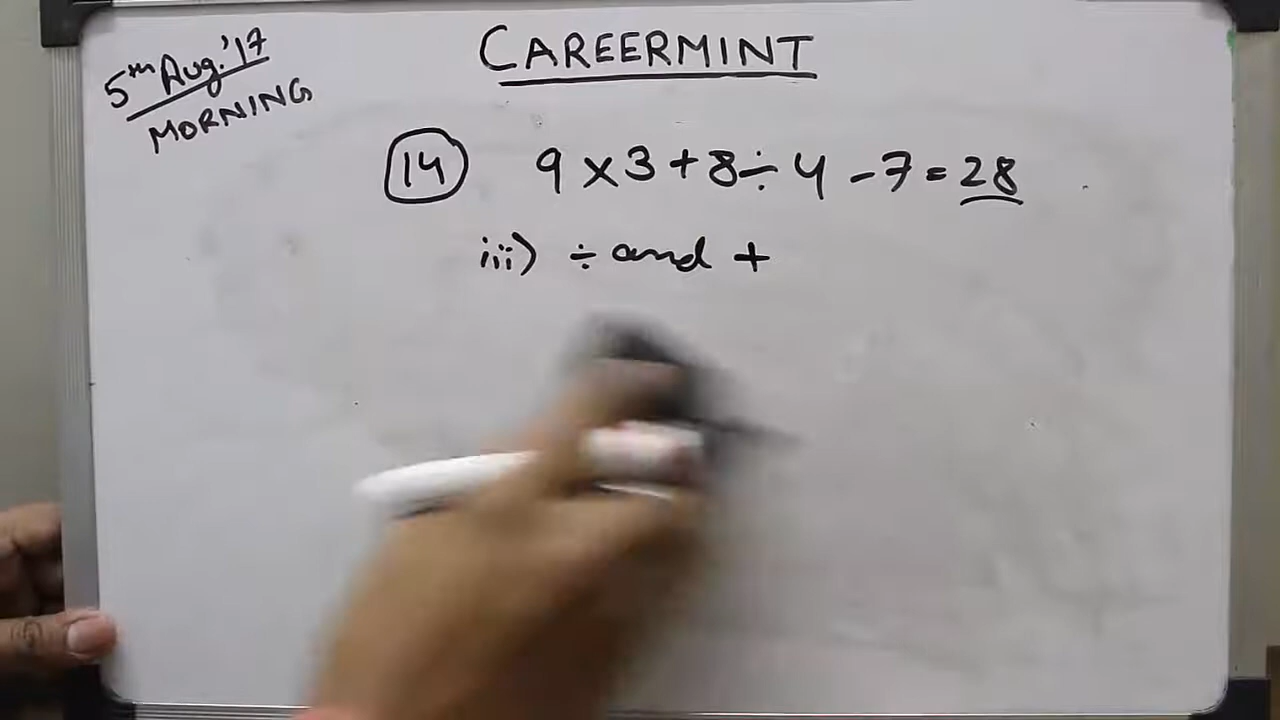 5th Aug.'17
MORNING
CAREERMINT
14 9 × 3 + 8 ÷ 4 - 7 = 28
iii) ÷ and +